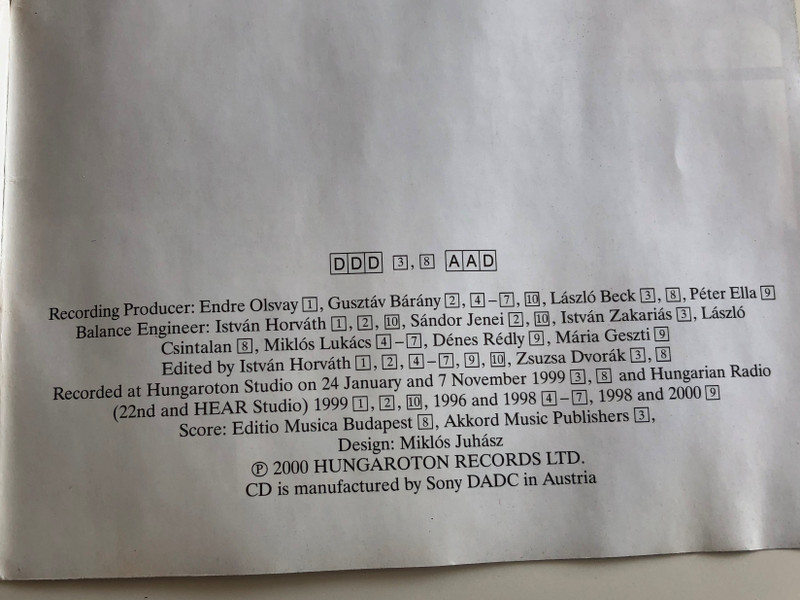 DDD 3, 8 AAD
Recording Producer: Endre Olsvay 1, Gusztáv Bárány 2, 4–7, 10, László Beck 3, 8, Péter Ella 9
Balance Engineer: István Horváth 1, 2, 10, Sándor Jenei 2, 10, István Zakariás 3, László
Csintalan 8, Miklós Lukács 4–7, Dénes Rédly 9, Mária Geszti 9
Edited by István Horváth 1, 2, 4–7, 9, 10, Zsuzsa Dvorák 3, 8
Recorded at Hungaroton Studio on 24 January and 7 November 1999 3, 8 and Hungarian Radio
(22nd and HEAR Studio) 1999 1, 2, 10, 1996 and 1998 4–7, 1998 and 2000 9
Score: Editio Musica Budapest 8, Akkord Music Publishers 3,
Design: Miklós Juhász
℗ 2000 HUNGAROTON RECORDS LTD.
CD is manufactured by Sony DADC in Austria